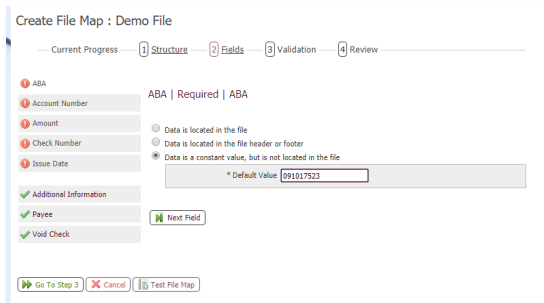 Create File Map : Demo File
Current Progress 1 Structure 2 Fields 3 Validation 4 Review
ABA
Account Number
Amount
Check Number
Issue Date
Additional Information
Payee
Void Check
ABA | Required | ABA
Data is located in the file
Data is located in the file header or footer
Data is a constant value, but is not located in the file
* Default Value 091017523
Next Field
Go To Step 3 Cancel Test File Map